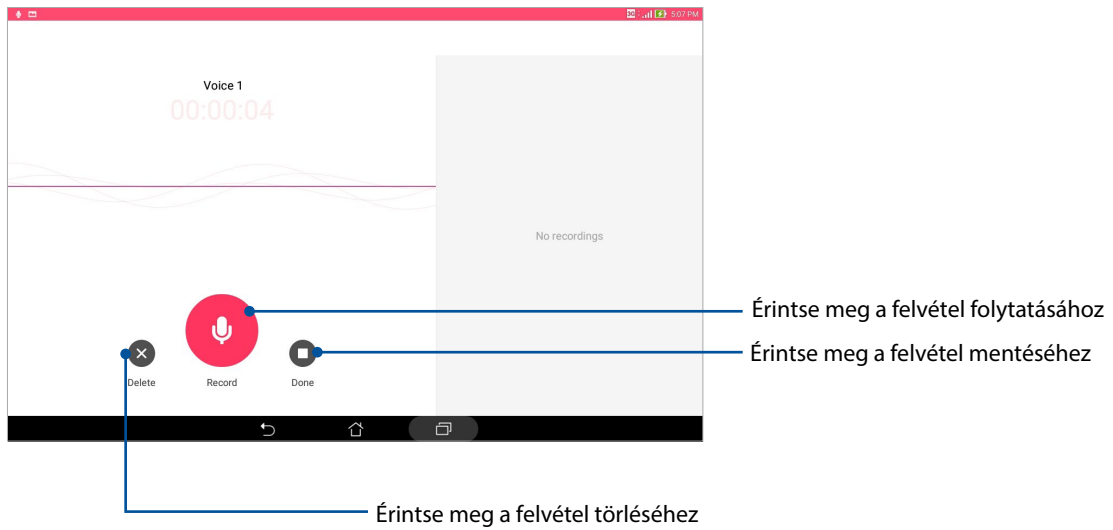 3G 5:07 PM
Voice 1
00:00:04
No recordings
Érintse meg a felvétel folytatásához
Érintse meg a felvétel mentéséhez
Delete Record Done
Érintse meg a felvétel törléséhez